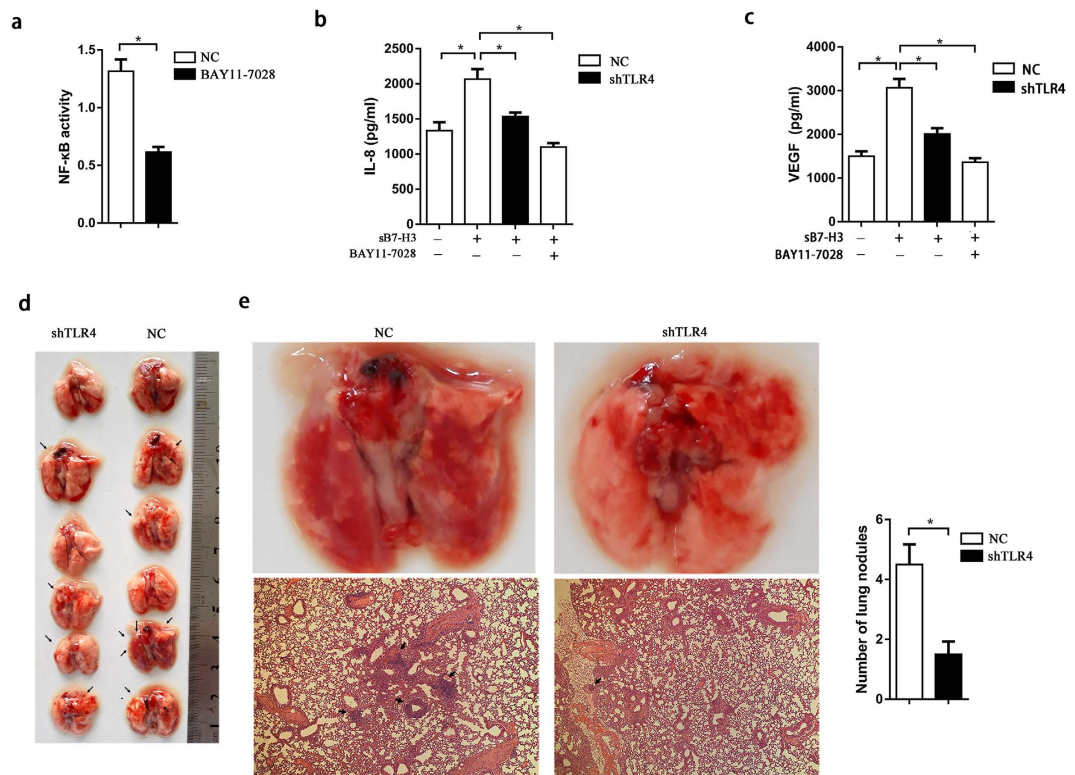 a
*
NC
BAY11-7028
NF-κB activity
1.5
1.0
0.5
0.0
b
*
*
*
NC
shTLR4
IL-8 (pg/ml)
2500
2000
1500
1000
500
0
sB7-H3 – + + +
BAY11-7028 – – – +
c
*
*
*
NC
shTLR4
VEGF (pg/ml)
4000
3000
2000
1000
0
sB7-H3 – + + +
BAY11-7028 – – – +
d
shTLR4 NC
e
NC shTLR4
*
NC
shTLR4
Number of lung nodules
6
4
2
0